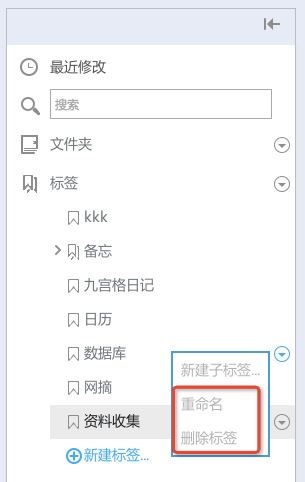 最近修改
搜索
文件夹
标签
kkk
备忘
九宫格日记
日历
数据库
新建子标签...
网摘
重命名
资料收集
删除标签
新建标签...